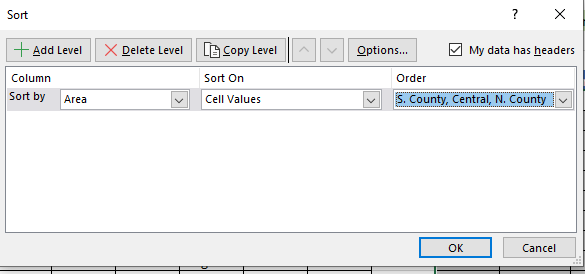 Sort
? ×
Add Level Delete Level Copy Level Options... My data has headers
Column Sort On Order
Sort by Area Cell Values S. County, Central, N. County
OK Cancel